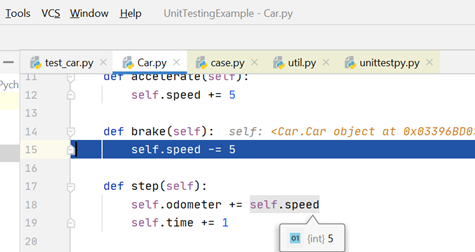 Tools VCS Window Help UnitTestingExample - Car.py
test_car.py Car.py case.py util.py unittestpy.py
Pych
11 def accelerate(self):
12 self.speed += 5
13
14 def brake(self): self: <Car.Car object at 0x03396BD0>
15 self.speed -= 5
16
17 def step(self):
18 self.odometer += self.speed
19 self.time += 1
20
01 {int} 5